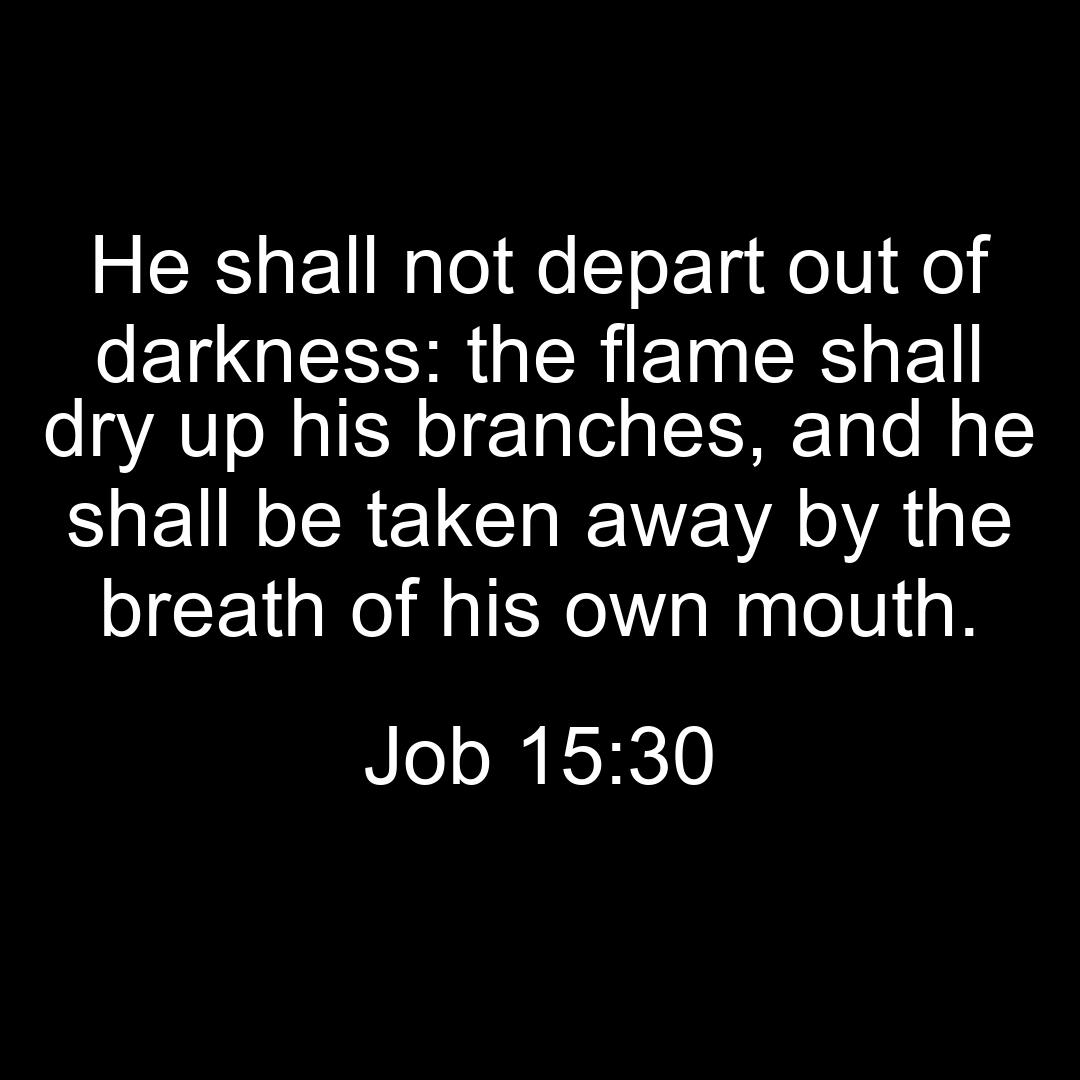 He shall not depart out of
darkness: the flame shall
dry up his branches, and he
shall be taken away by the
breath of his own mouth.
Job 15:30